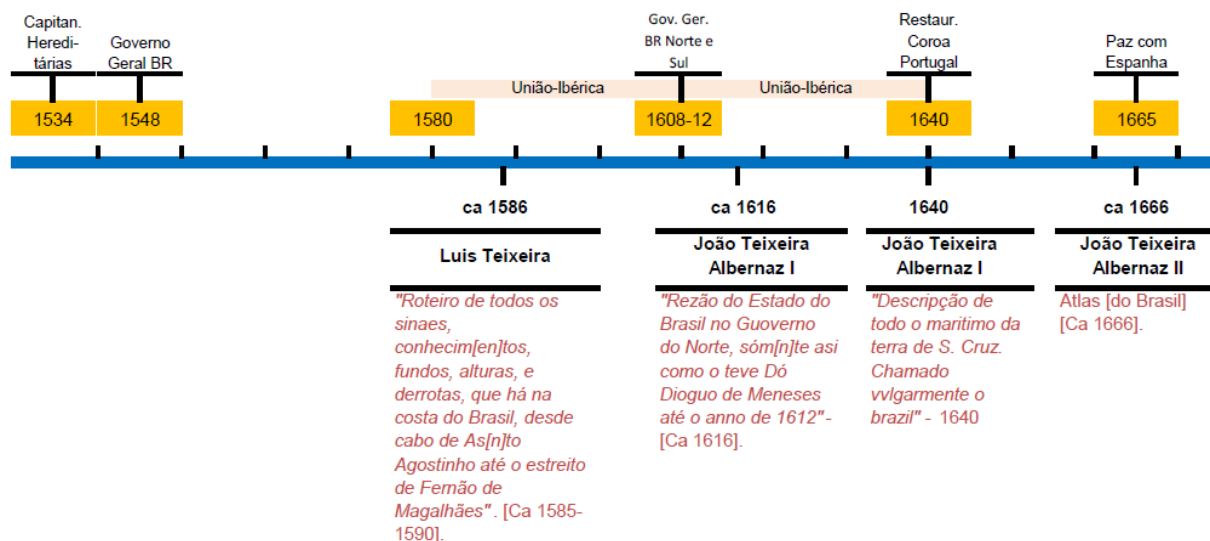 Capitan.
Heredi-
tárias
Governo
Geral BR
Gov. Ger.
BR Norte e
Sul
Restaur.
Coroa
Portugal
Paz com
Espanha
União-Ibérica
União-Ibérica
1534
1548
1580
1608-12
1640
1665
ca 1586
Luis Teixeira
"Roteiro de todos os
sinaes,
conhecim[en]tos,
fundos, alturas, e
derrotas, que há na
costa do Brasil, desde
cabo de As[n]to
Agostinho até o estreito
de Fernão de
Magalhães". [Ca 1585-
1590].
ca 1616
João Teixeira
Albernaz I
"Rezão do Estado do
Brasil no Guoverno
do Norte, sóm[n]te asi
como o teve Dó
Dioguo de Meneses
até o anno de 1612" -
[Ca 1616].
1640
João Teixeira
Albernaz I
"Descripção de
todo o maritimo da
terra de S. Cruz.
Chamado
vvlgarmente o
brazil" - 1640
ca 1666
João Teixeira
Albernaz II
Atlas [do Brasil]
[Ca 1666].